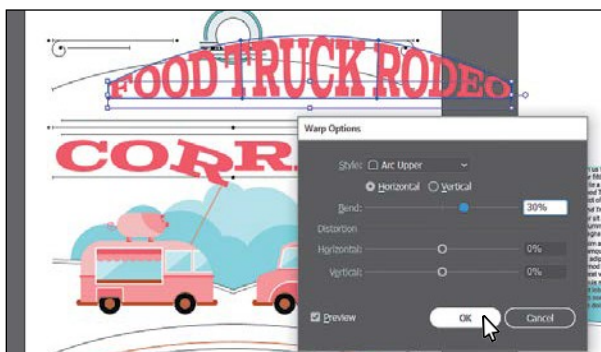 FOOD TRUCK RODEO
CORR
Warp Options
Style: Arc Upper
Horizontal Vertical
Bend: 30%
Distortion
Horizontal: 0%
Vertical: 0%
Preview OK Cancel